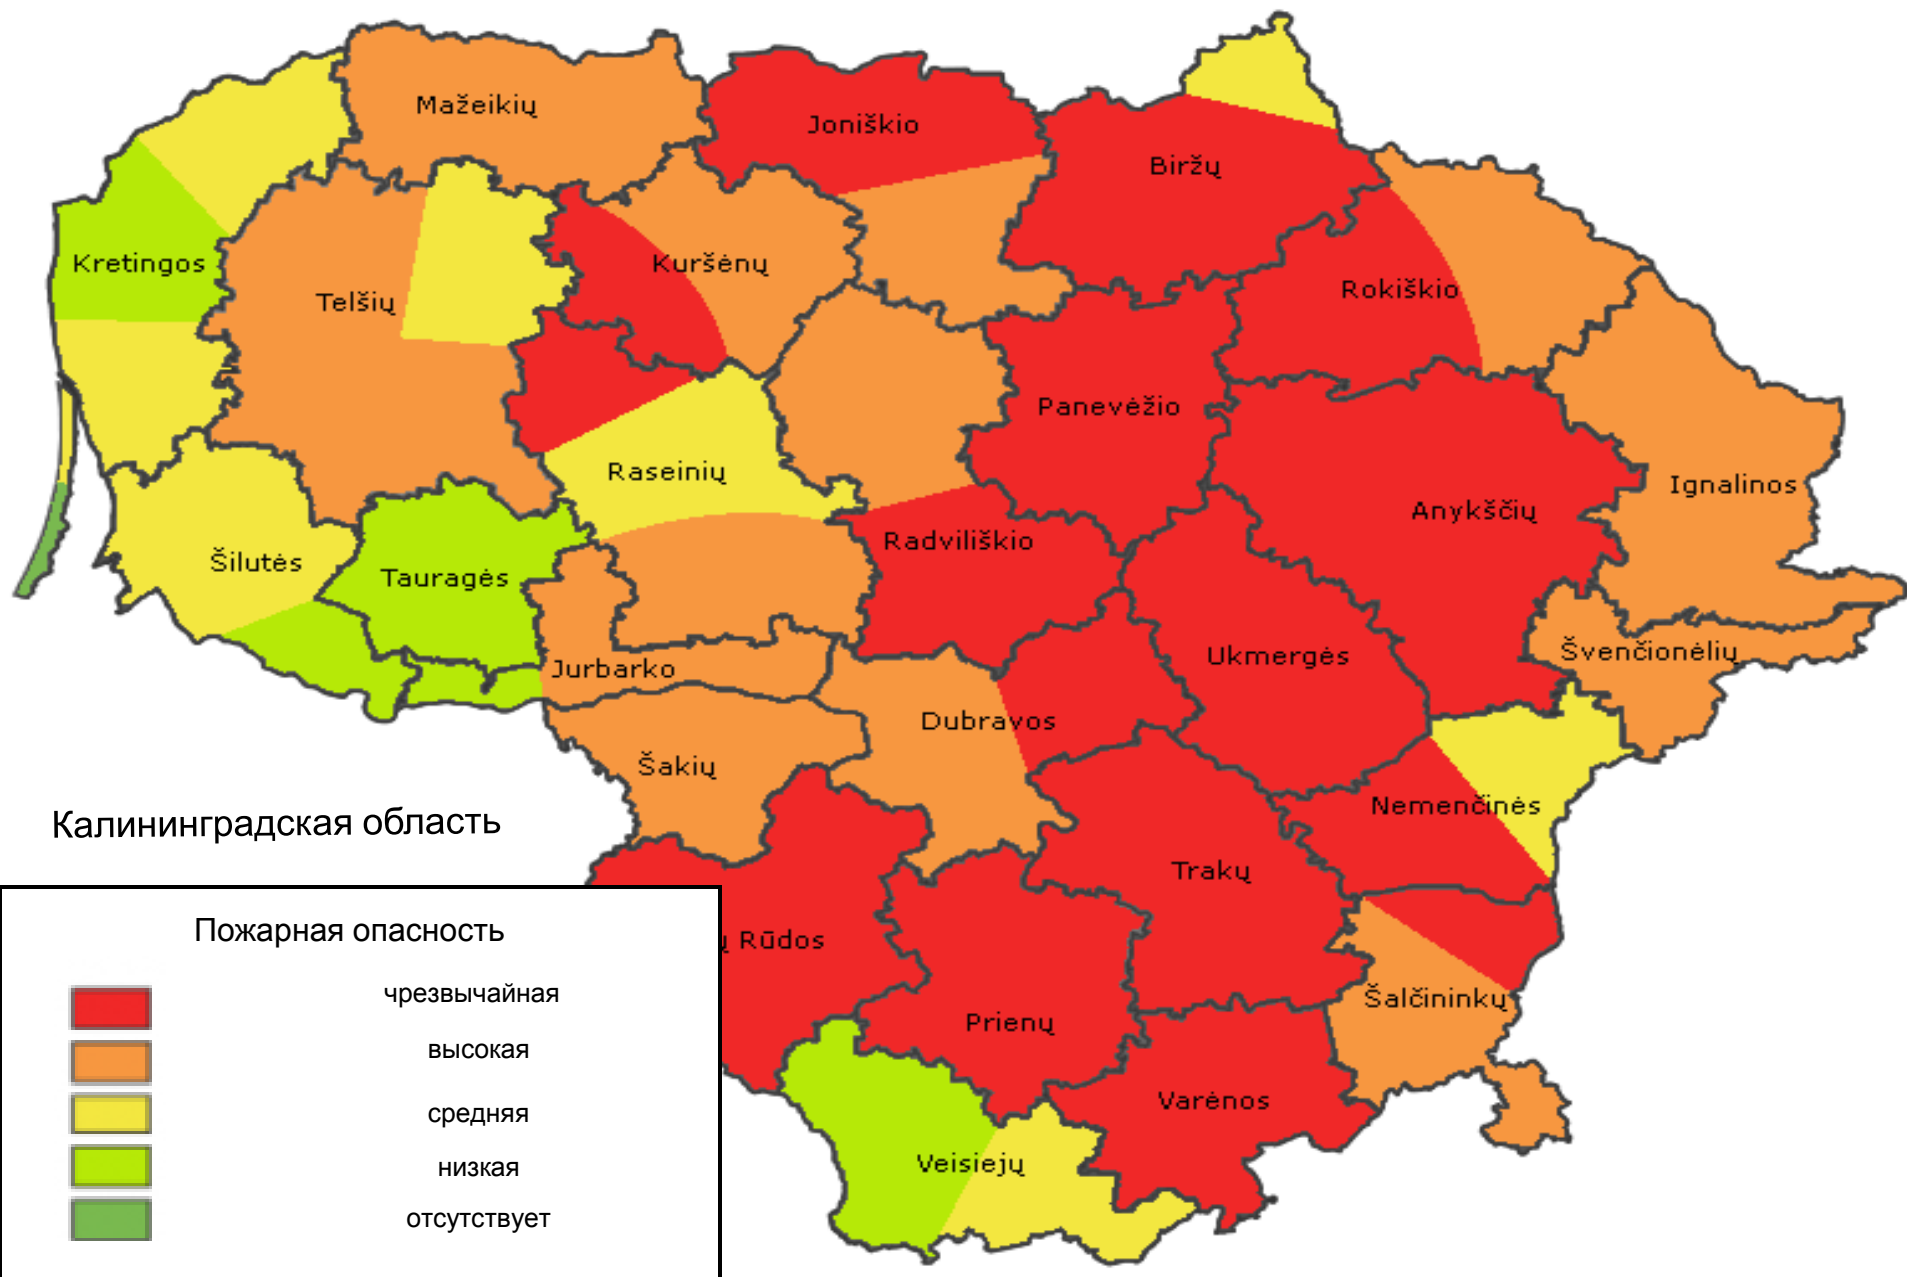 Mažeikių
Joniškio
Biržų
Kretingos
Telšių
Kuršėnų
Rokiškio
Raseinių
Panevėžio
Ignalinos
Anykščių
Šilutės
Tauragės
Radviliškio
Jurbarko
Ukmergės
Švenčionėlių
Šakių
Dubravos
Nemenčinės
Калининградская область
Trakų
ų Rūdos
Prienų
Šalčininkų
Varėnos
Veisiejų
Пожарная опасность
чрезвычайная
высокая
средняя
низкая
отсутствует